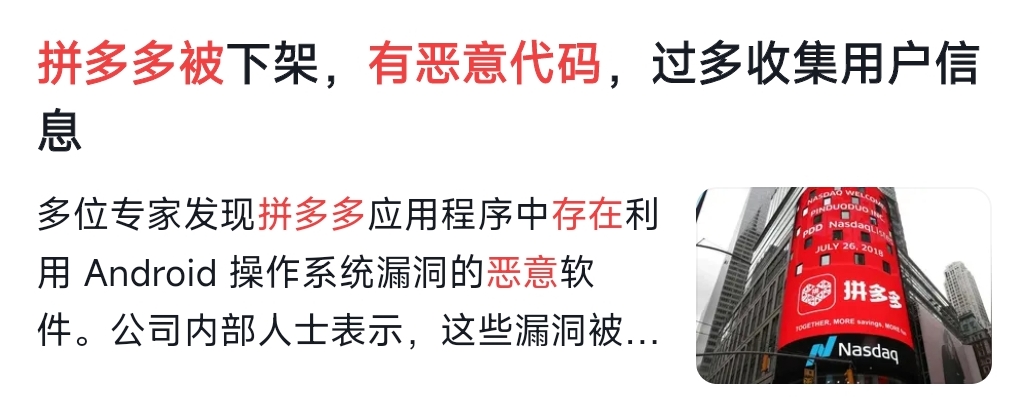 拼多多被下架，有恶意代码，过多收集用户信
息
多位专家发现拼多多应用程序中存在利
用 Android 操作系统漏洞的恶意软
件。公司内部人士表示，这些漏洞被...
NASDAQ WELCOMES
PINDUODUO INC.
PDD NasdaqListed
JULY 26, 2018
拼多多
TOGETHER, MORE savings, MORE fun
Nasdaq